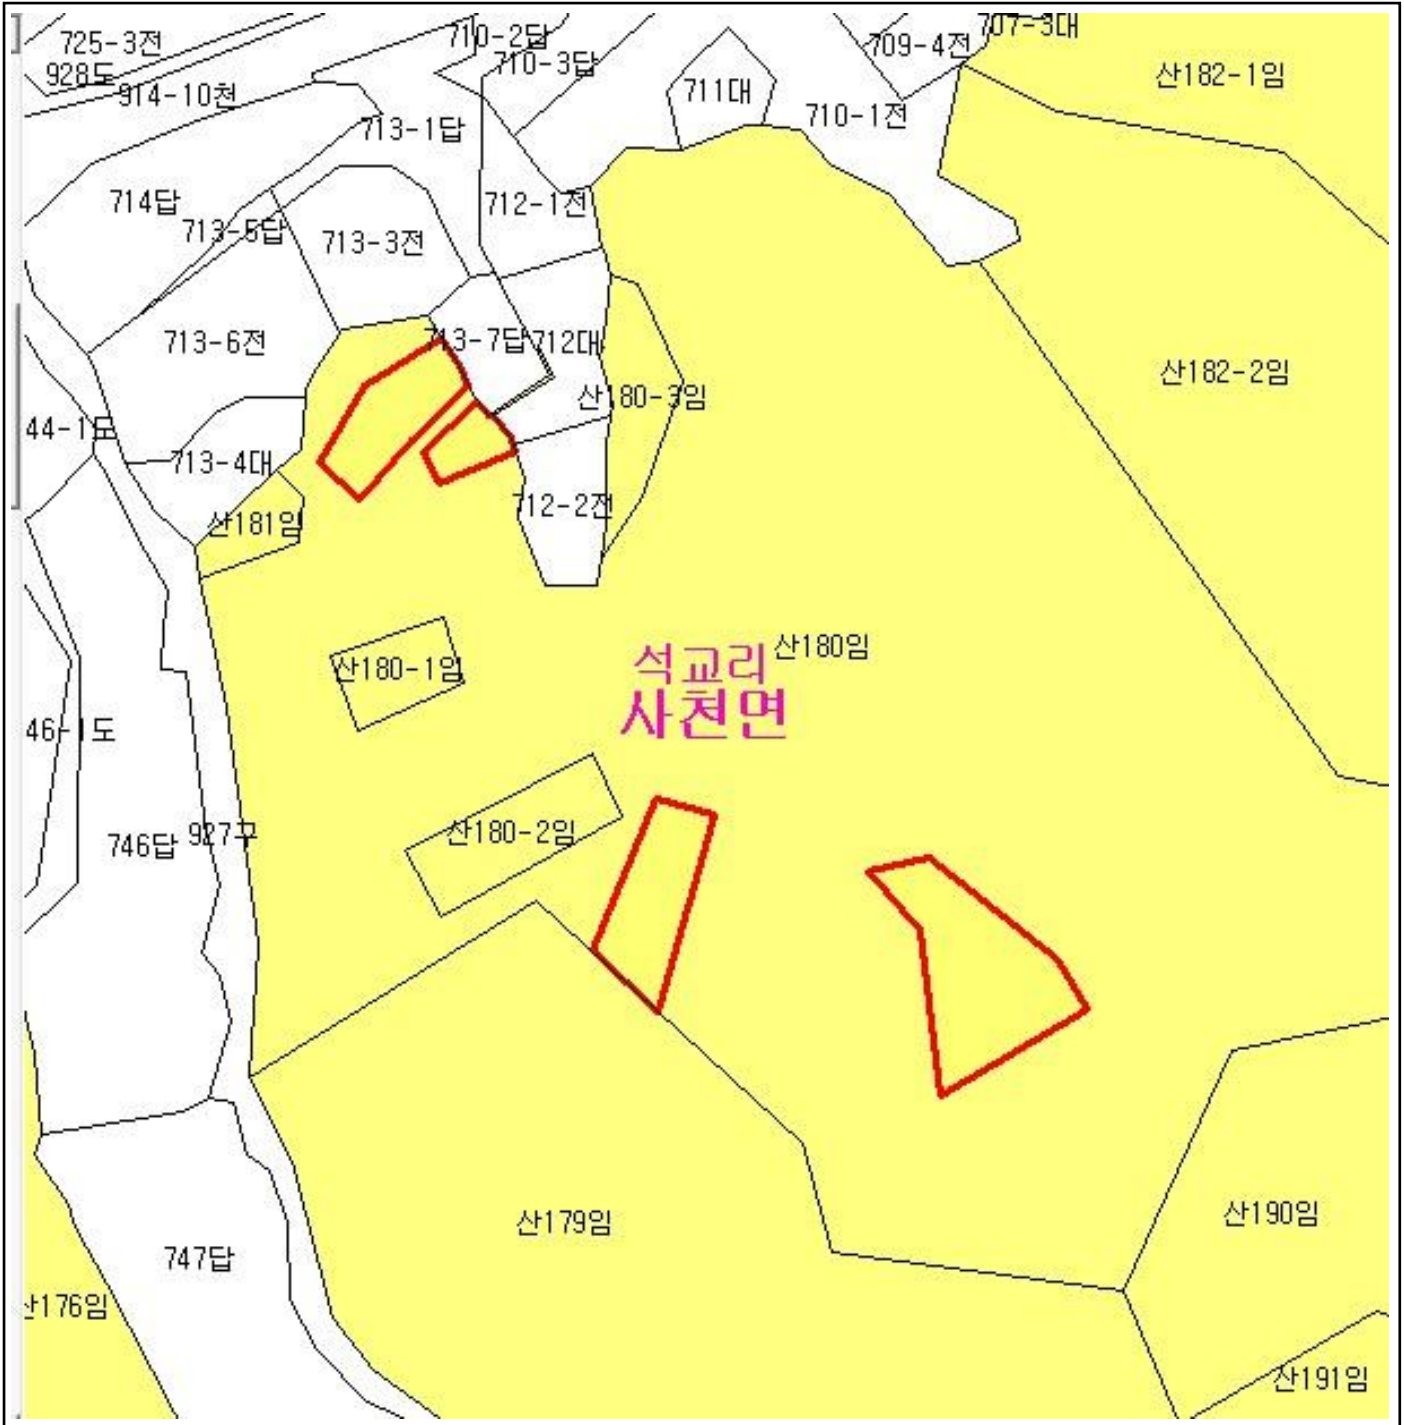 707-3대
710-2답
725-3전
709-4전
710-3답
928도
산182-1임
711대
914-10천
710-1전
713-1답
714답
712-1전
713-5답
713-3전
713-6전
713-7답
712대
산182-2임
산180-3임
44-1도
713-4대
712-2전
산181임
산180임
석교리
산180-1임
사천면
46-1도
산180-2임
927구
746답
산190임
산179임
747답
산176임
산191임